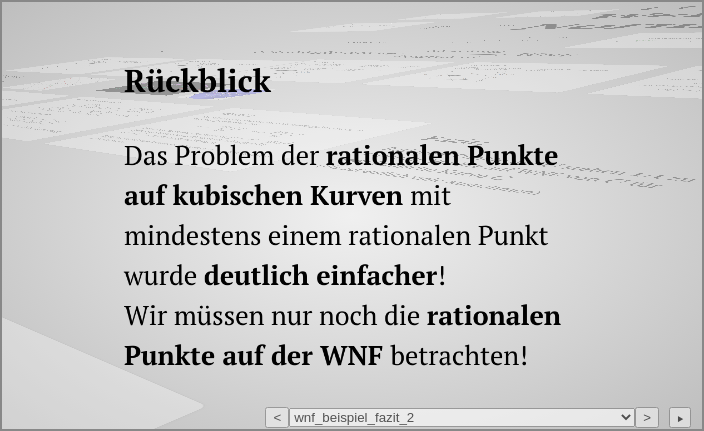 Rückblick
Das Problem der rationalen Punkte
auf kubischen Kurven mit
mindestens einem rationalen Punkt
wurde deutlich einfacher!
Wir müssen nur noch die rationalen
Punkte auf der WNF betrachten!
< wnf_beispiel_fazit_2 >